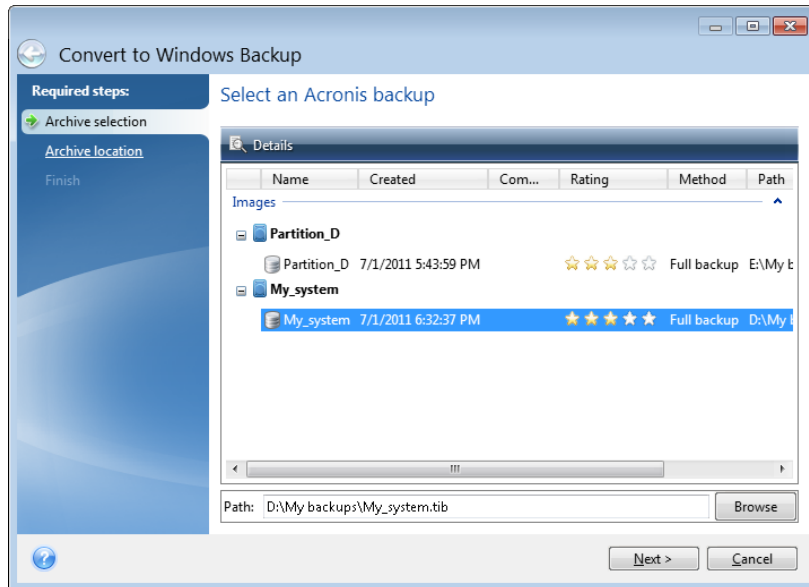 Convert to Windows Backup
Required steps:
Archive selection
Archive location
Finish
Select an Acronis backup
Details
Name Created Com... Rating Method Path
Images
Partition_D
Partition_D 7/1/2011 5:43:59 PM Full backup E:\My b
My_system
My_system 7/1/2011 6:32:37 PM Full backup D:\My b
Path: D:\My backups\My_system.tib Browse
Next > Cancel